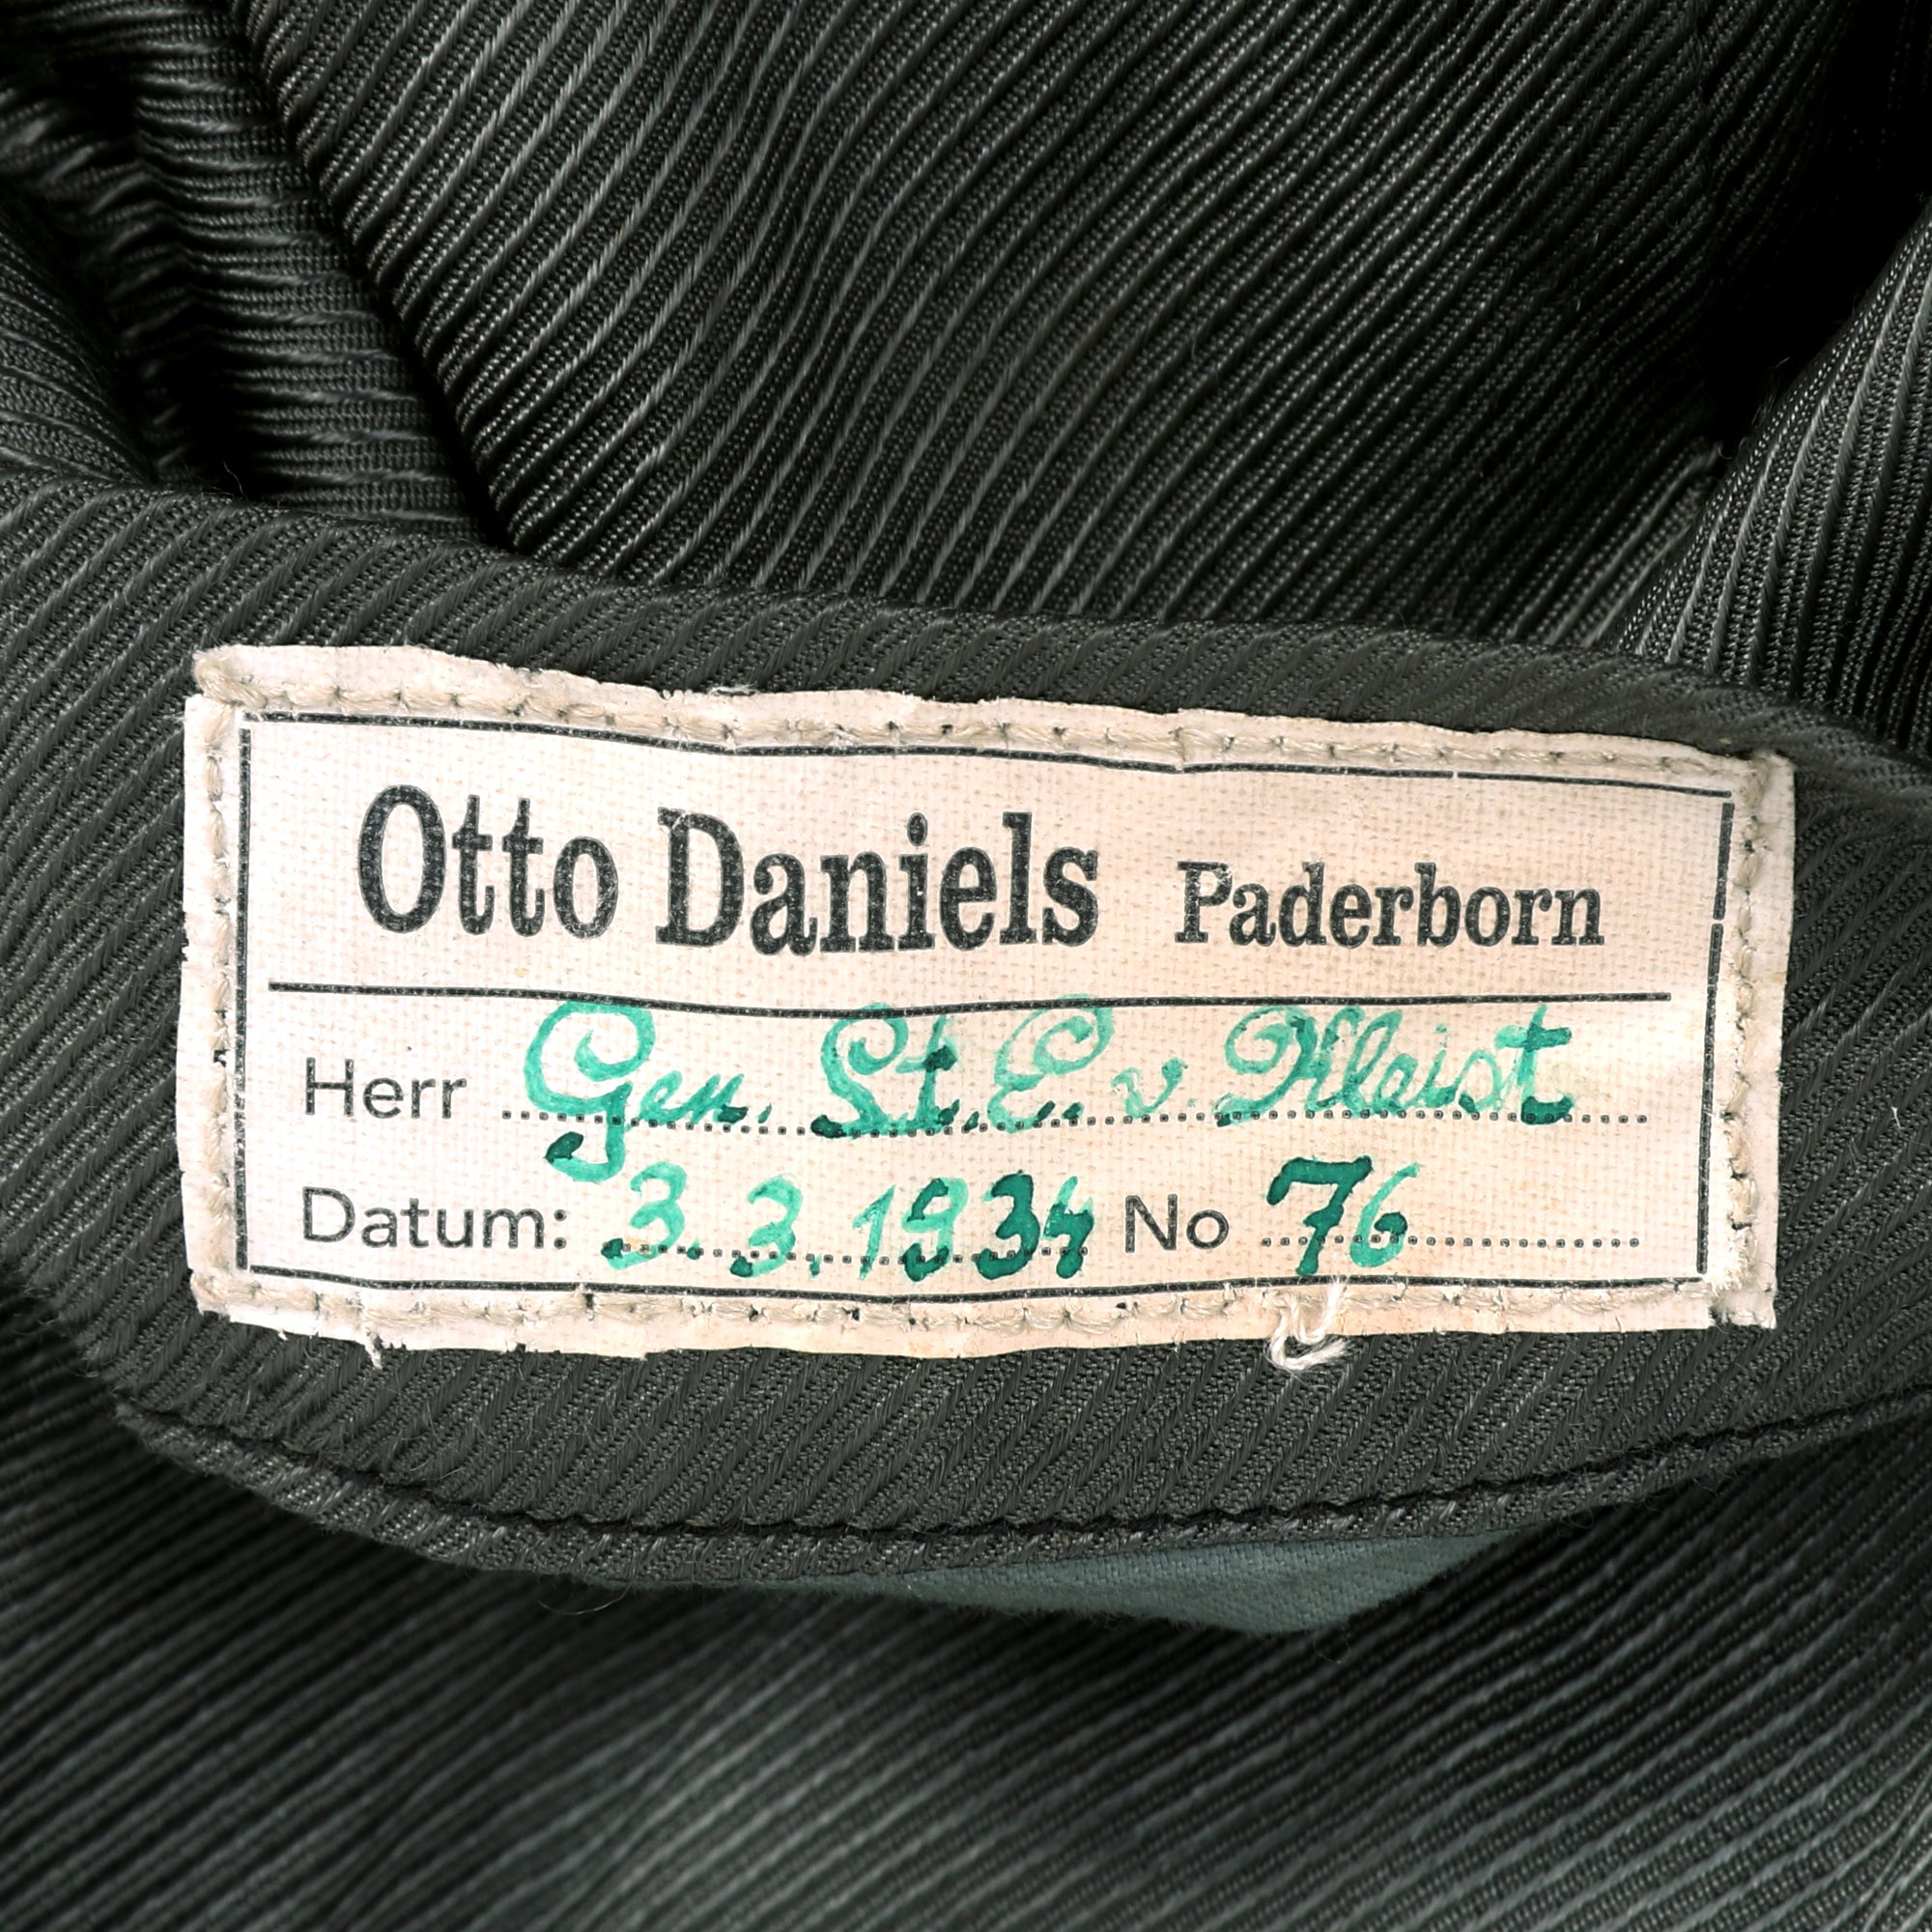 Otto Daniels Paderborn
Herr Gen. Lt. E. v. Kleist
Datum: 3.3.1934 No 76